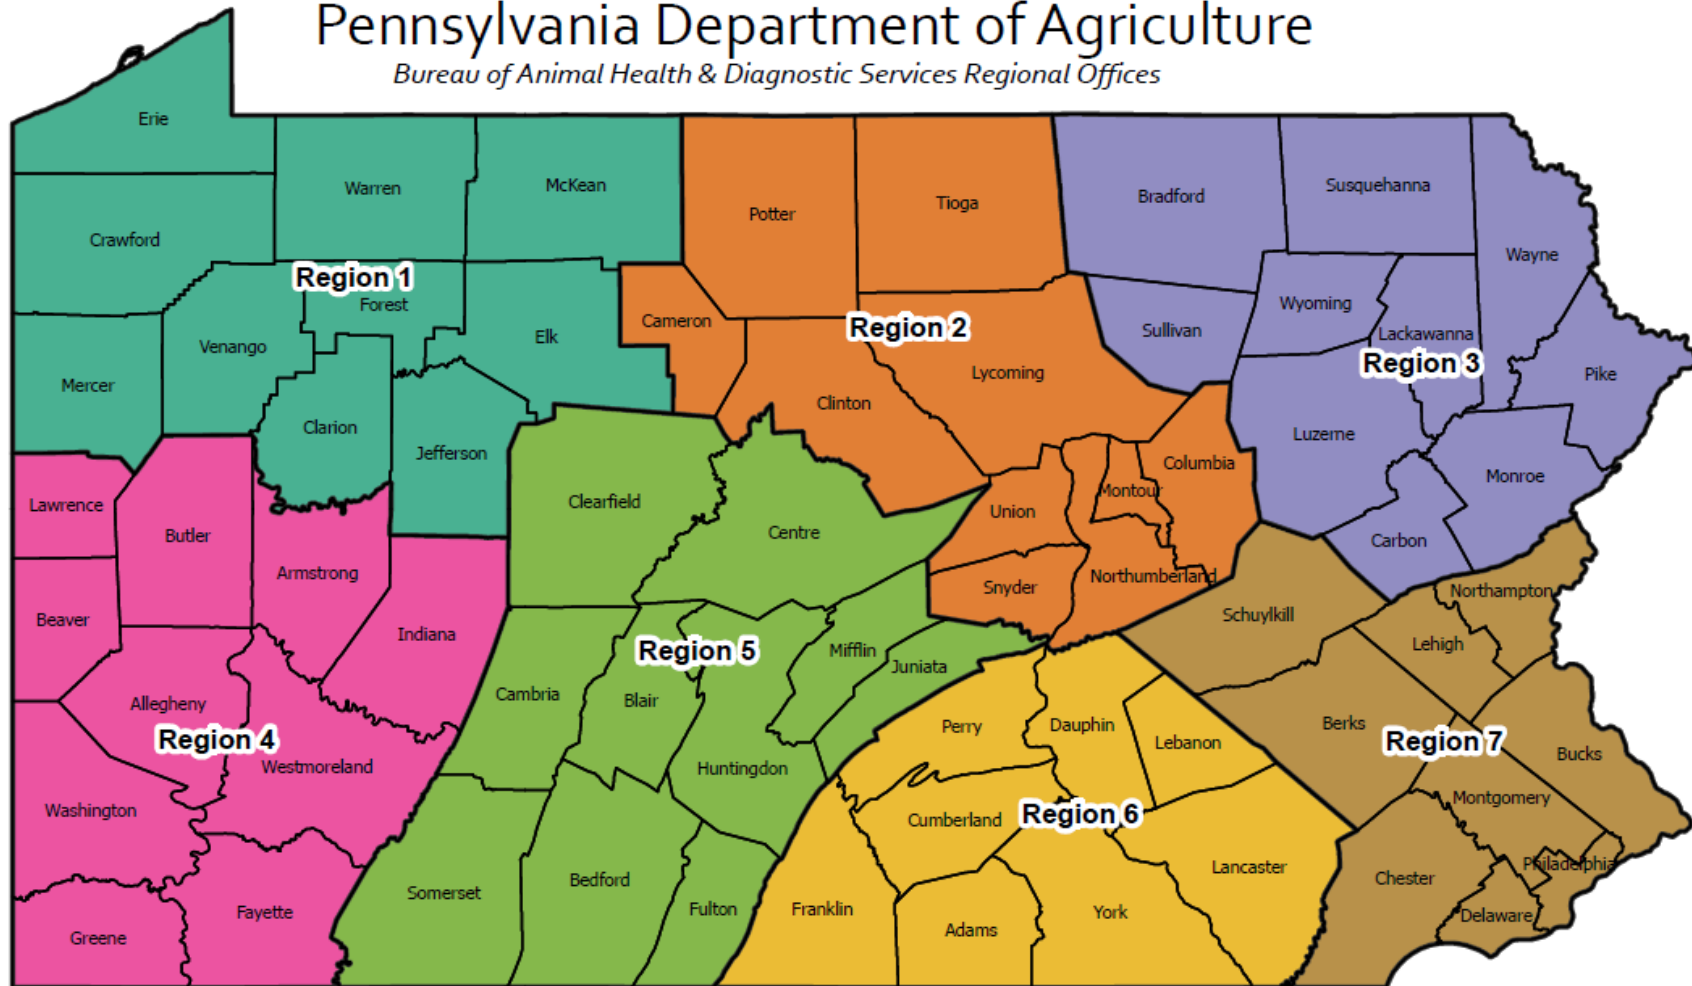 Pennsylvania Department of Agriculture
Bureau of Animal Health & Diagnostic Services Regional Offices
Erie
Warren
McKean
Crawford
Region 1
Forest
Venango
Elk
Mercer
Clarion
Jefferson
Potter
Tioga
Cameron
Region 2
Lycoming
Clinton
Columbia
Montour
Union
Northumberland
Snyder
Bradford
Susquehanna
Wayne
Wyoming
Sullivan
Lackawanna
Region 3
Pike
Luzerne
Monroe
Carbon
Lawrence
Butler
Armstrong
Beaver
Indiana
Allegheny
Region 4
Westmoreland
Washington
Fayette
Greene
Clearfield
Centre
Region 5
Mifflin
Juniata
Cambria
Blair
Huntingdon
Somerset
Bedford
Fulton
Perry
Dauphin
Lebanon
Region 6
Cumberland
Lancaster
Franklin
York
Adams
Northampton
Schuylkill
Lehigh
Berks
Region 7
Bucks
Montgomery
Philadelphia
Chester
Delaware